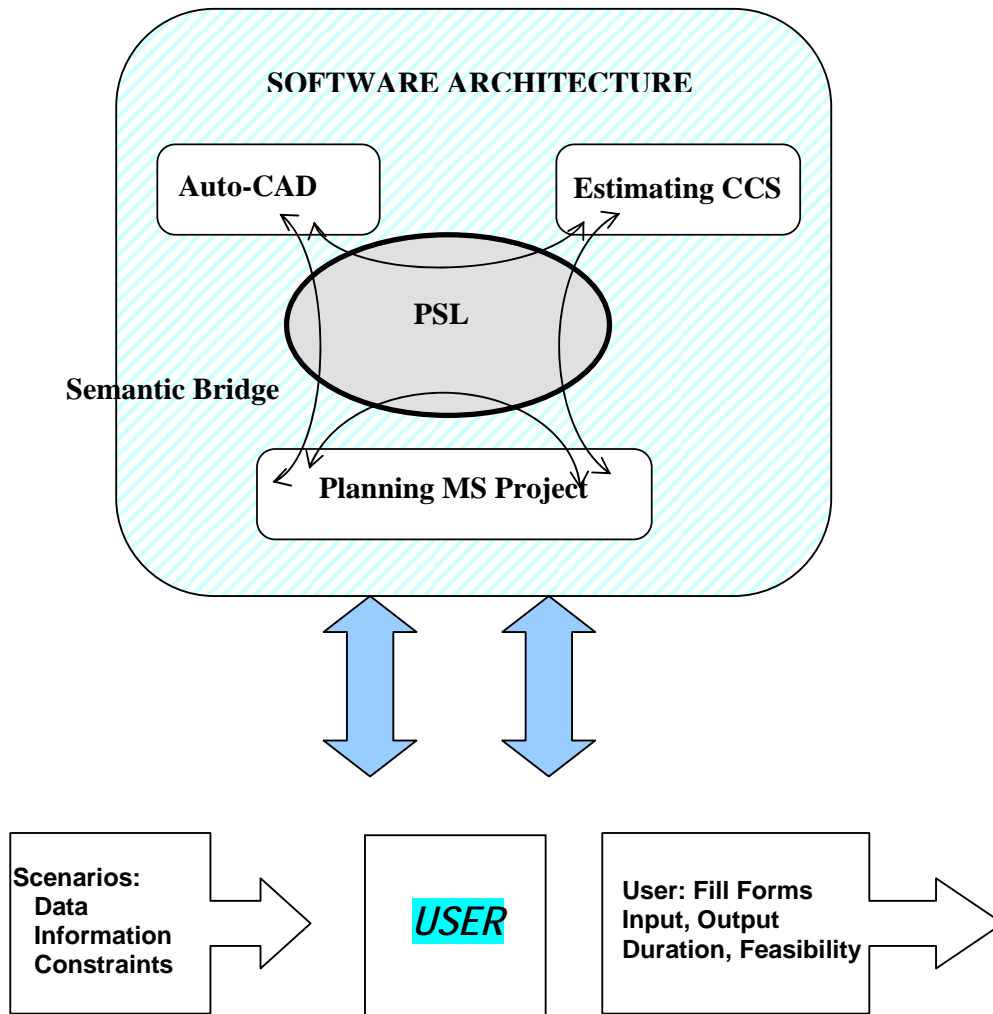 SOFTWARE ARCHITECTURE
Auto-CAD
Estimating CCS
PSL
Semantic Bridge
Planning MS Project
Scenarios:
Data
Information
Constraints
USER
User: Fill Forms
Input, Output
Duration, Feasibility